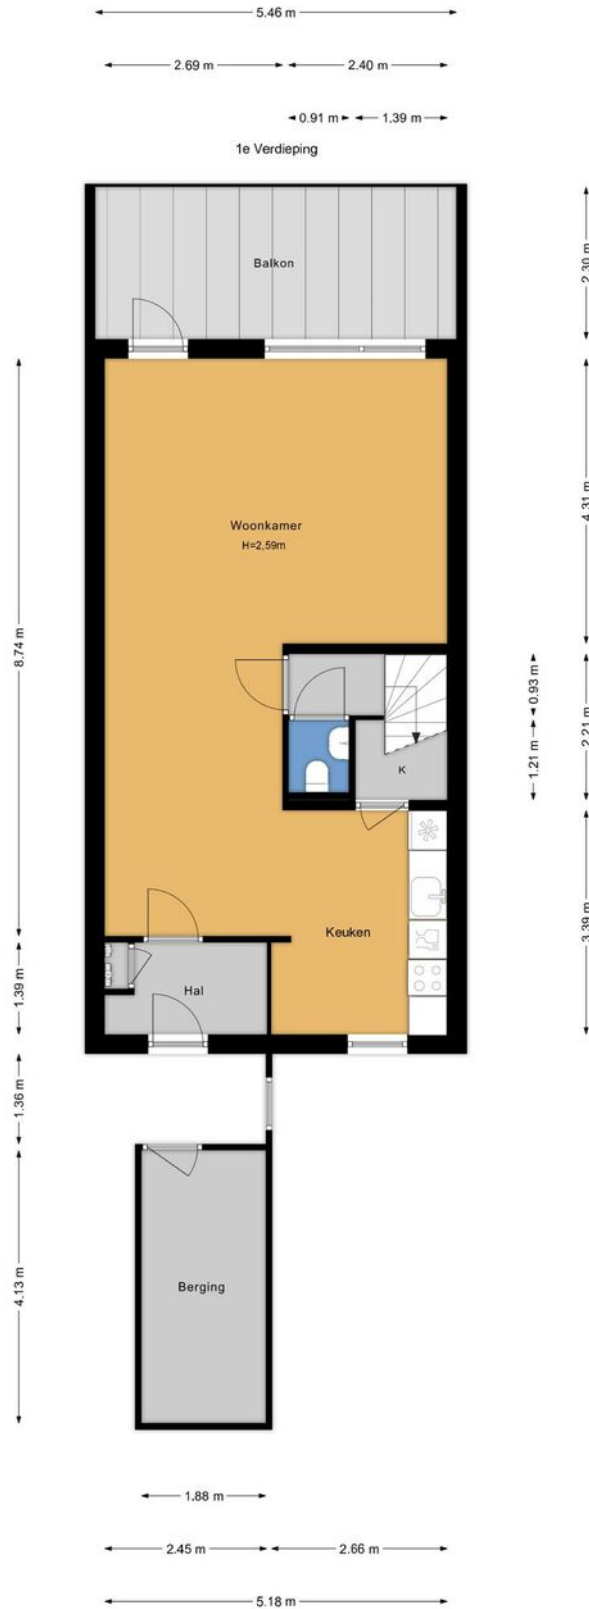 5.46 m
2.69 m
2.40 m
0.91 m
1.39 m
1e Verdieping
Balkon
2.30 m
Woonkamer
H=2,59m
4.31 m
8.74 m
0.93 m
2.21 m
1.21 m
K
Keuken
3.39 m
Hal
1.39 m
1.36 m
Berging
4.13 m
1.88 m
2.45 m
2.66 m
5.18 m